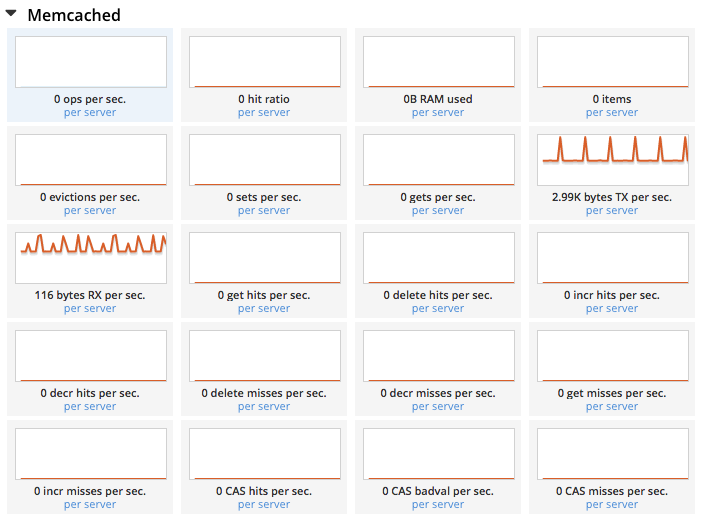 Memcached
0 ops per sec.
per server
0 hit ratio
per server
0B RAM used
per server
0 items
per server
0 evictions per sec.
per server
0 sets per sec.
per server
0 gets per sec.
per server
2.99K bytes TX per sec.
per server
116 bytes RX per sec.
per server
0 get hits per sec.
per server
0 delete hits per sec.
per server
0 incr hits per sec.
per server
0 decr hits per sec.
per server
0 delete misses per sec.
per server
0 decr misses per sec.
per server
0 get misses per sec.
per server
0 incr misses per sec.
per server
0 CAS hits per sec.
per server
0 CAS badval per sec.
per server
0 CAS misses per sec.
per server